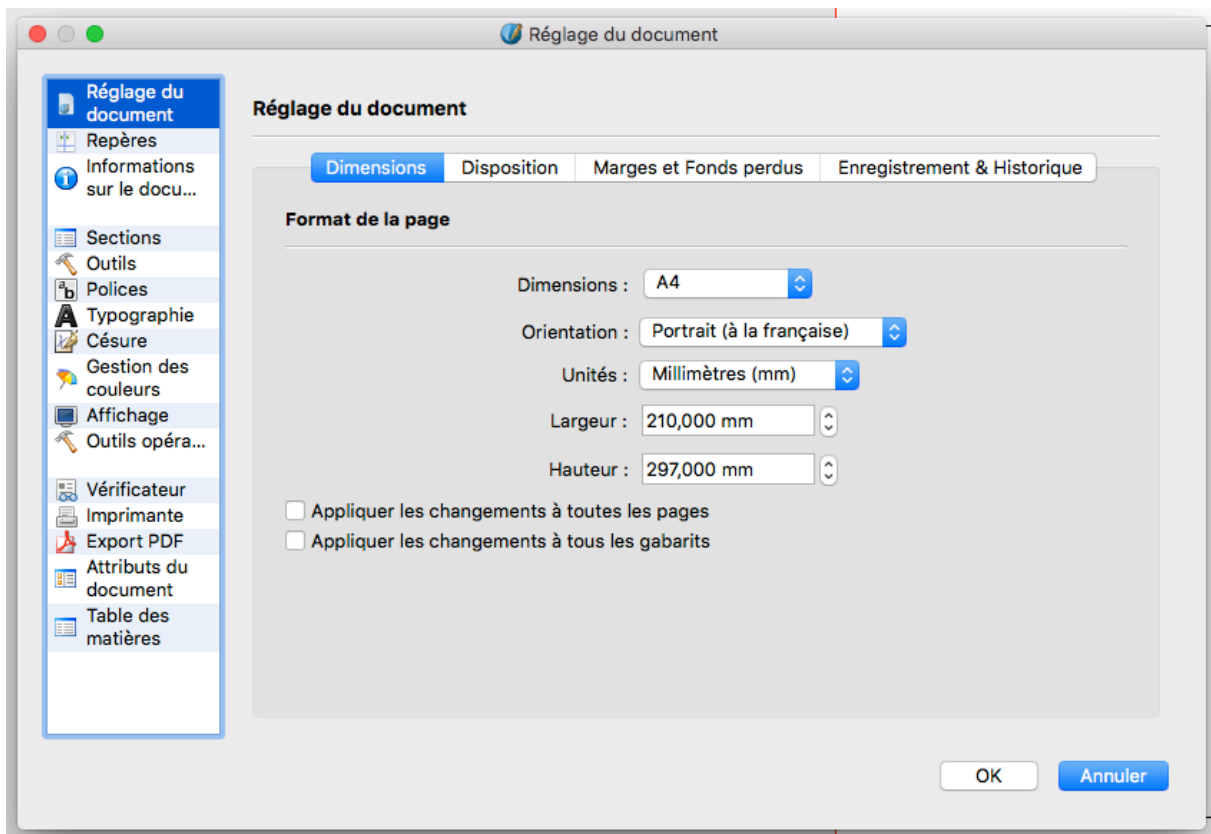 Réglage du document
Réglage du
document
Repères
Informations
sur le docu...
Sections
Outils
Polices
Typographie
Césure
Gestion des
couleurs
Affichage
Outils opéra...
Vérificateur
Imprimante
Export PDF
Attributs du
document
Table des
matières
Réglage du document
Dimensions Disposition Marges et Fonds perdus Enregistrement & Historique
Format de la page
Dimensions : A4
Orientation : Portrait (à la française)
Unités : Millimètres (mm)
Largeur : 210,000 mm
Hauteur : 297,000 mm
Appliquer les changements à toutes les pages
Appliquer les changements à tous les gabarits
OK Annuler